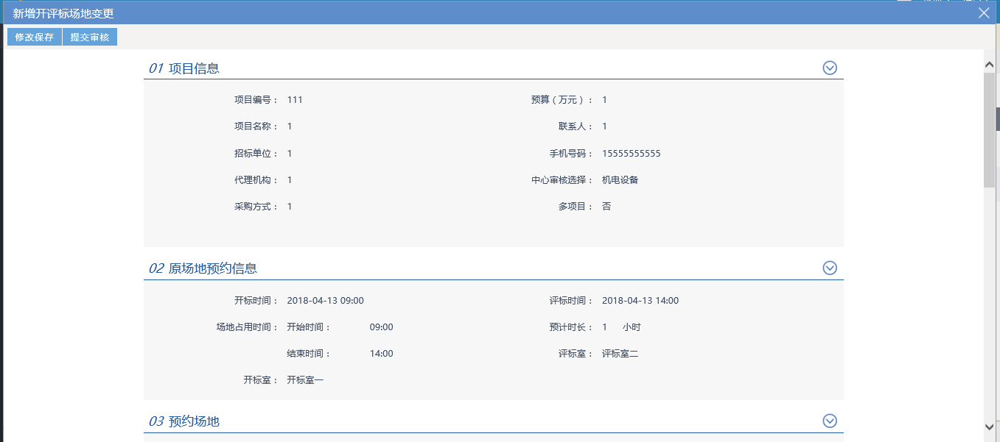 新增开评标场地变更
修改保存 提交审核
01 项目信息
项目编号： 111 预算（万元）： 1
项目名称： 1 联系人： 1
招标单位： 1 手机号码： 15555555555
代理机构： 1 中心审核选择： 机电设备
采购方式： 1 多项目： 否
02 原场地预约信息
开标时间： 2018-04-13 09:00 评标时间： 2018-04-13 14:00
场地占用时间： 开始时间： 09:00 预计时长： 1 小时
结束时间： 14:00 评标室： 评标室二
开标室： 开标室一
03 预约场地